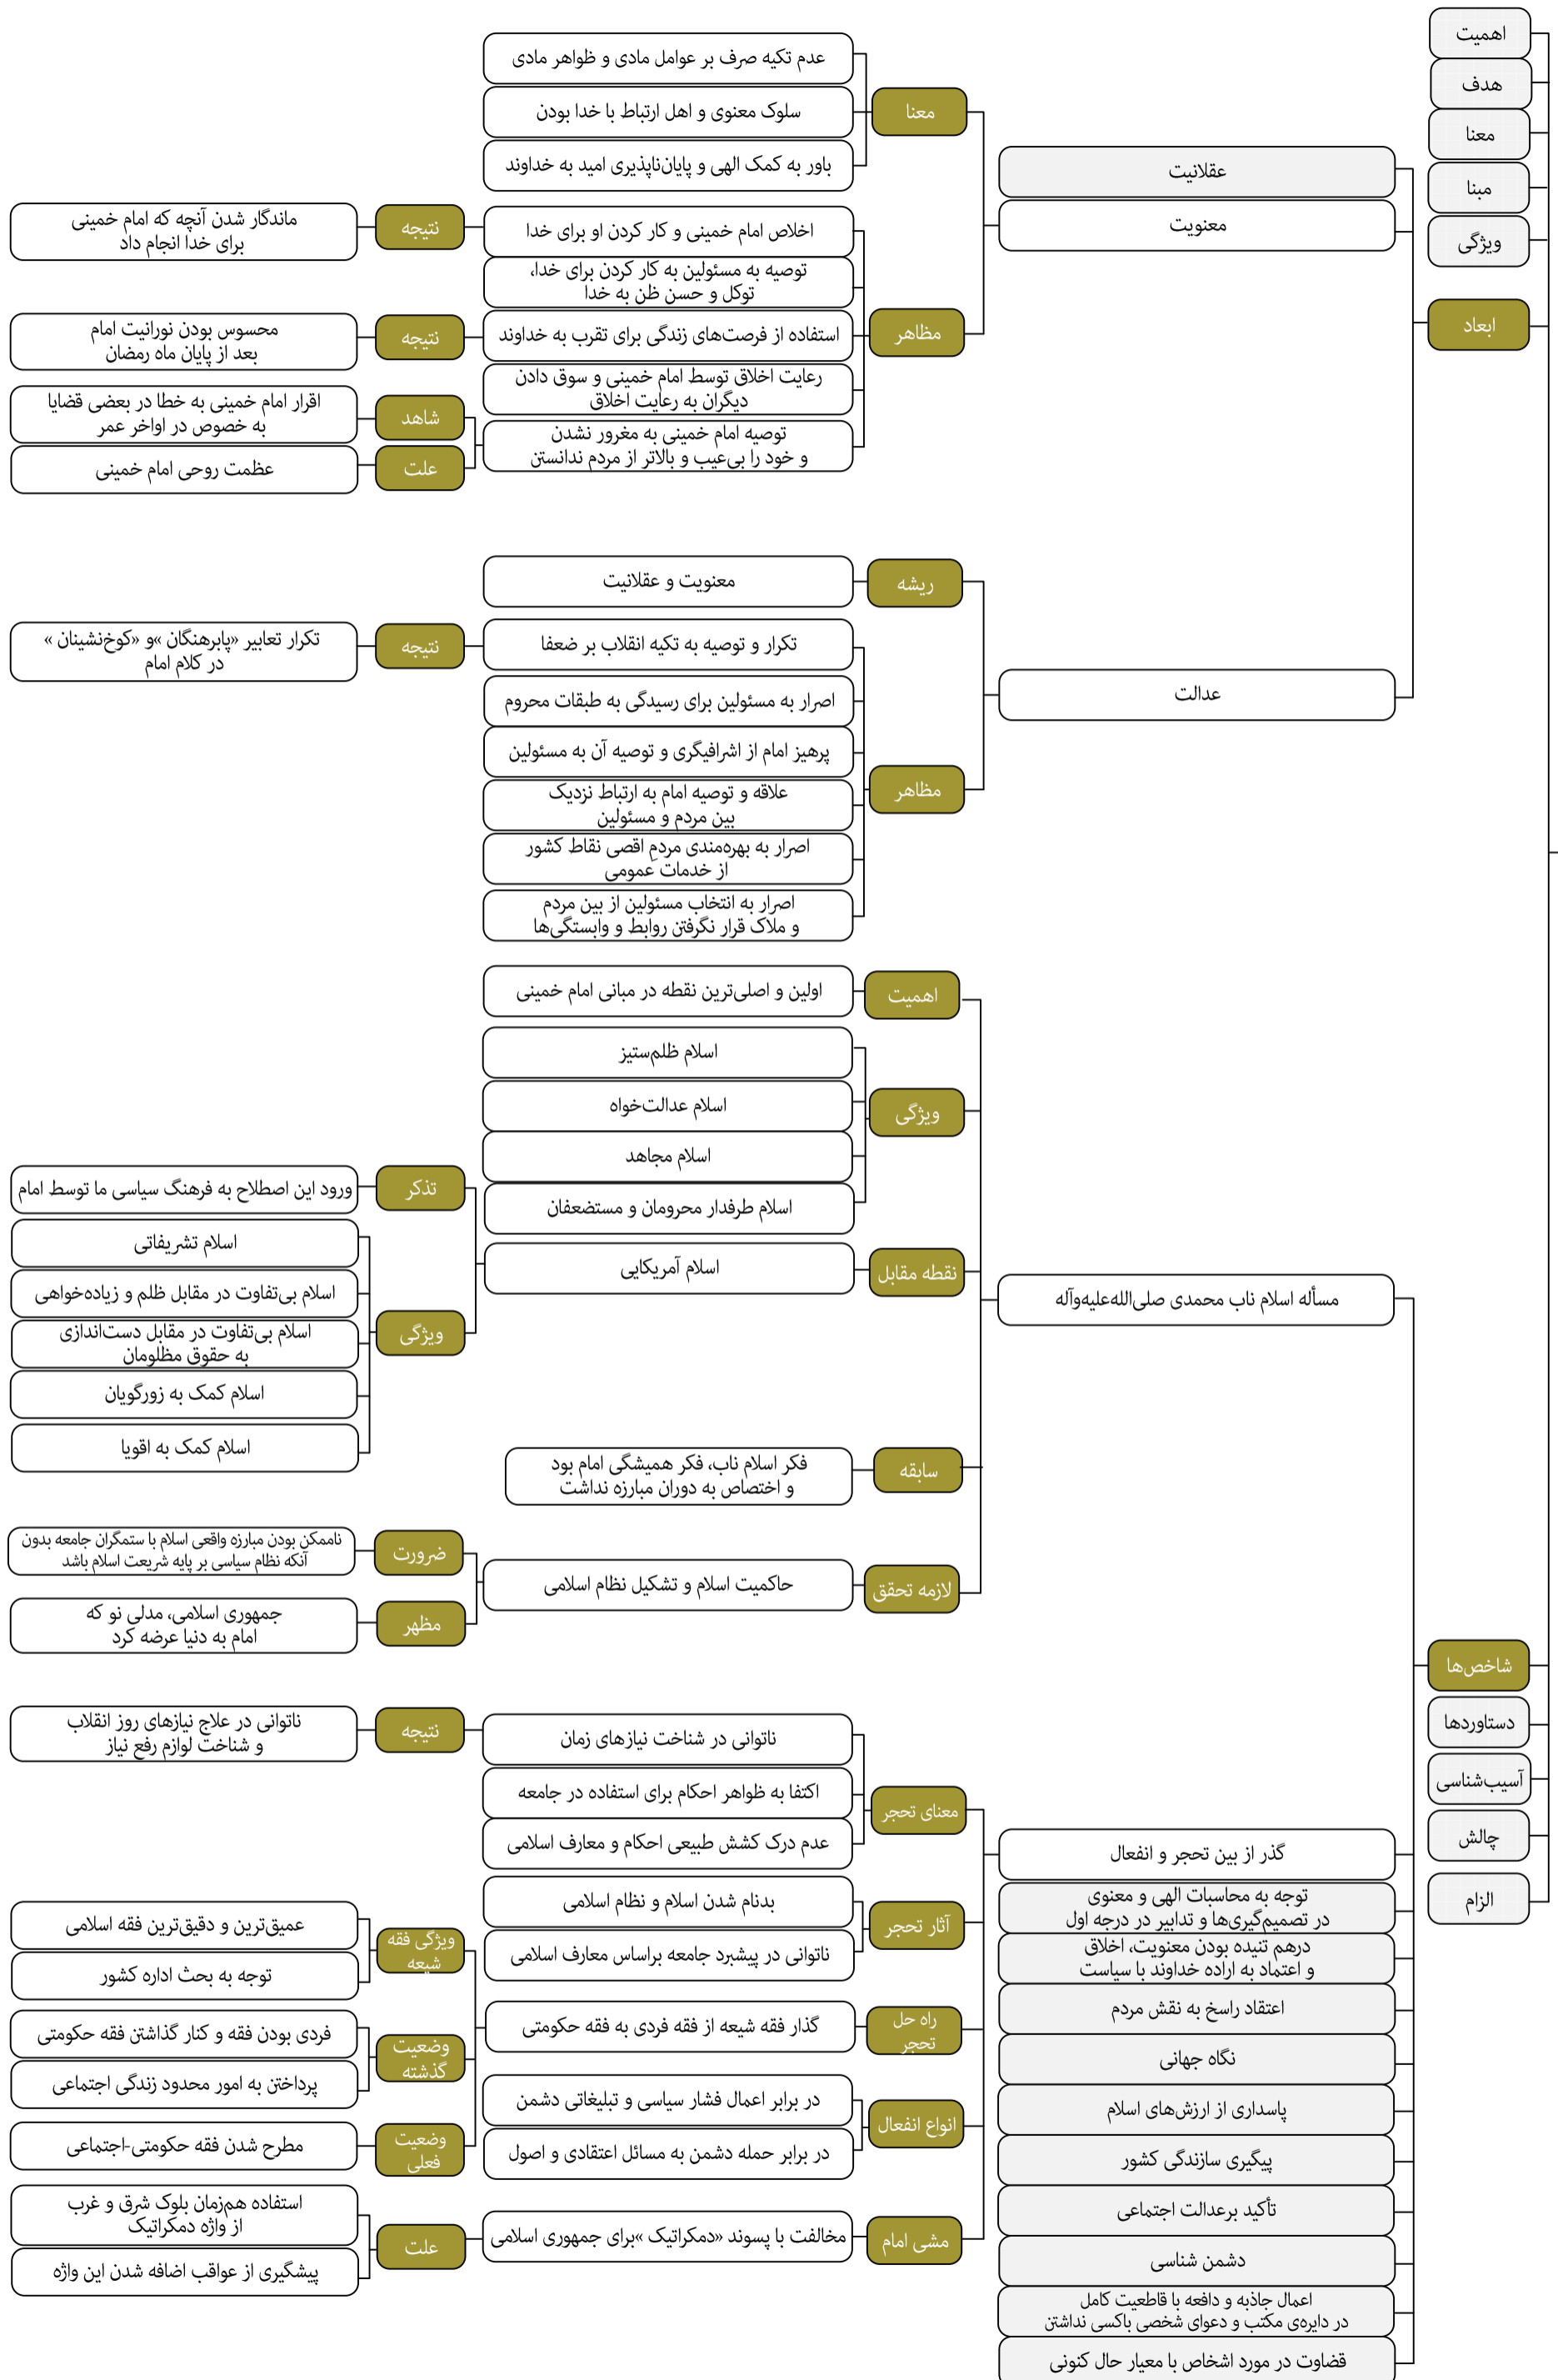 اهمیت
هدف
معنا
مبنا
ویژگی
ابعاد
عقلانیت
معنویت
معنا
عدم تکیه صرف بر عوامل مادی و ظواهر مادی
سلوک معنوی و اهل ارتباط با خدا بودن
باور به کمک الهی و پایان‌ناپذیری امید به خداوند
مظاهر
اخلاص امام خمینی و کار کردن او برای خدا
نتیجه
ماندگار شدن آنچه که امام خمینی
برای خدا انجام داد
توصیه به مسئولین به کار کردن برای خدا،
توکل و حسن ظن به خدا
استفاده از فرصت‌های زندگی برای تقرب به خداوند
نتیجه
محسوس بودن نورانیت امام
بعد از پایان ماه رمضان
رعایت اخلاق توسط امام خمینی و سوق دادن
دیگران به رعایت اخلاق
توصیه امام خمینی به مغرور نشدن
و خود را بی‌عیب و بالاتر از مردم ندانستن
شاهد
اقرار امام خمینی به خطا در بعضی قضایا
به خصوص در اواخر عمر
علت
عظمت روحی امام خمینی
عدالت
ریشه
معنویت و عقلانیت
مظاهر
تکرار و توصیه به تکیه انقلاب بر ضعفا
نتیجه
تکرار تعابیر «پابرهنگان »و «کوخ‌نشینان »
در کلام امام
اصرار به مسئولین برای رسیدگی به طبقات محروم
پرهیز امام از اشرافیگری و توصیه آن به مسئولین
علاقه و توصیه امام به ارتباط نزدیک
بین مردم و مسئولین
اصرار به بهره‌مندی مردمِ اقصی نقاط کشور
از خدمات عمومی
اصرار به انتخاب مسئولین از بین مردم
و ملاک قرار نگرفتن روابط و وابستگی‌ها
شاخص‌ها
مسأله اسلام ناب محمدی صلی‌الله‌علیه‌وآله
اهمیت
اولین و اصلی‌ترین نقطه در مبانی امام خمینی
ویژگی
اسلام ظلم‌ستیز
اسلام عدالت‌خواه
اسلام مجاهد
اسلام طرفدار محرومان و مستضعفان
نقطه مقابل
اسلام آمریکایی
تذکر
ورود این اصطلاح به فرهنگ سیاسی ما توسط امام
ویژگی
اسلام تشریفاتی
اسلام بی‌تفاوت در مقابل ظلم و زیاده‌خواهی
اسلام بی‌تفاوت در مقابل دست‌اندازی
به حقوق مظلومان
اسلام کمک به زورگویان
اسلام کمک به اقویا
سابقه
فکر اسلام ناب، فکر همیشگی امام بود
و اختصاص به دوران مبارزه نداشت
لازمه تحقق
حاکمیت اسلام و تشکیل نظام اسلامی
ضرورت
ناممکن بودن مبارزه واقعی اسلام با ستمگران جامعه بدون
آنکه نظام سیاسی بر پایه شریعت اسلام باشد
مظهر
جمهوری اسلامی، مدلی نو که
امام به دنیا عرضه کرد
گذر از بین تحجر و انفعال
معنای تحجر
ناتوانی در شناخت نیازهای زمان
نتیجه
ناتوانی در علاج نیازهای روز انقلاب
و شناخت لوازم رفع نیاز
اکتفا به ظواهر احکام برای استفاده در جامعه
عدم درک کشش طبیعی احکام و معارف اسلامی
آثار تحجر
بدنام شدن اسلام و نظام اسلامی
ناتوانی در پیشبرد جامعه براساس معارف اسلامی
راه حل
تحجر
گذار فقه شیعه از فقه فردی به فقه حکومتی
ویژگی فقه
شیعه
عمیق‌ترین و دقیق‌ترین فقه اسلامی
توجه به بحث اداره کشور
وضعیت
گذشته
فردی بودن فقه و کنار گذاشتن فقه حکومتی
پرداختن به امور محدود زندگی اجتماعی
وضعیت
فعلی
مطرح شدن فقه حکومتی-اجتماعی
انواع انفعال
در برابر اعمال فشار سیاسی و تبلیغاتی دشمن
در برابر حمله دشمن به مسائل اعتقادی و اصول
مشی امام
مخالفت با پسوند «دمکراتیک »برای جمهوری اسلامی
علت
استفاده هم‌زمان بلوک شرق و غرب
از واژه دمکراتیک
پیشگیری از عواقب اضافه شدن این واژه
توجه به محاسبات الهی و معنوی
در تصمیم‌گیری‌ها و تدابیر در درجه اول
درهم تنیده بودن معنویت، اخلاق
و اعتماد به اراده خداوند با سیاست
اعتقاد راسخ به نقش مردم
نگاه جهانی
پاسداری از ارزش‌های اسلام
پیگیری سازندگی کشور
تأکید برعدالت اجتماعی
دشمن شناسی
اعمال جاذبه و دافعه با قاطعیت کامل
در دایره‌ی مکتب و دعوای شخصی باکسی نداشتن
قضاوت در مورد اشخاص با معیار حال کنونی
دستاوردها
آسیب‌شناسی
چالش
الزام